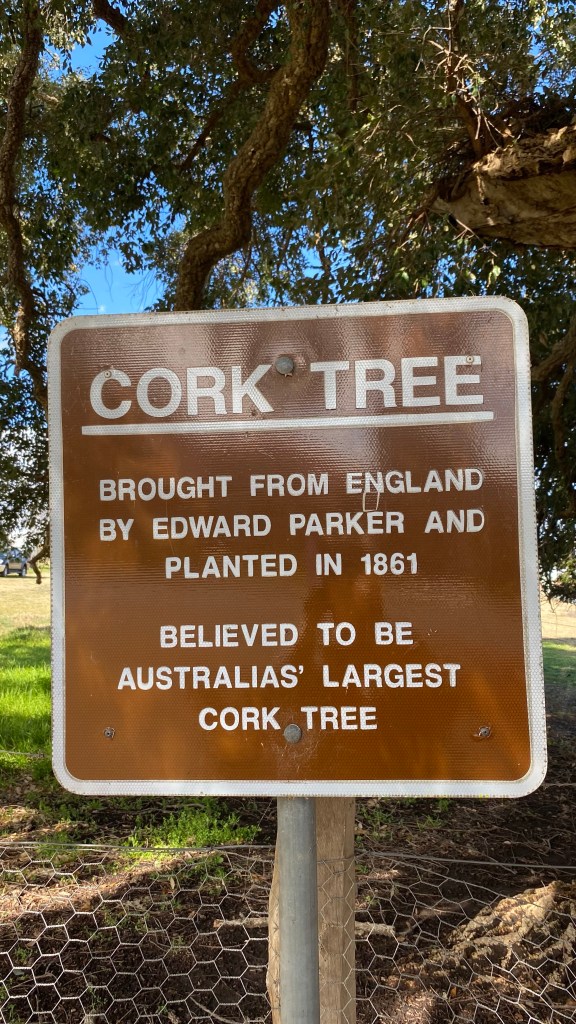 CORK TREE
BROUGHT FROM ENGLAND
BY EDWARD PARKER AND
PLANTED IN 1861
BELIEVED TO BE
AUSTRALIAS' LARGEST
CORK TREE